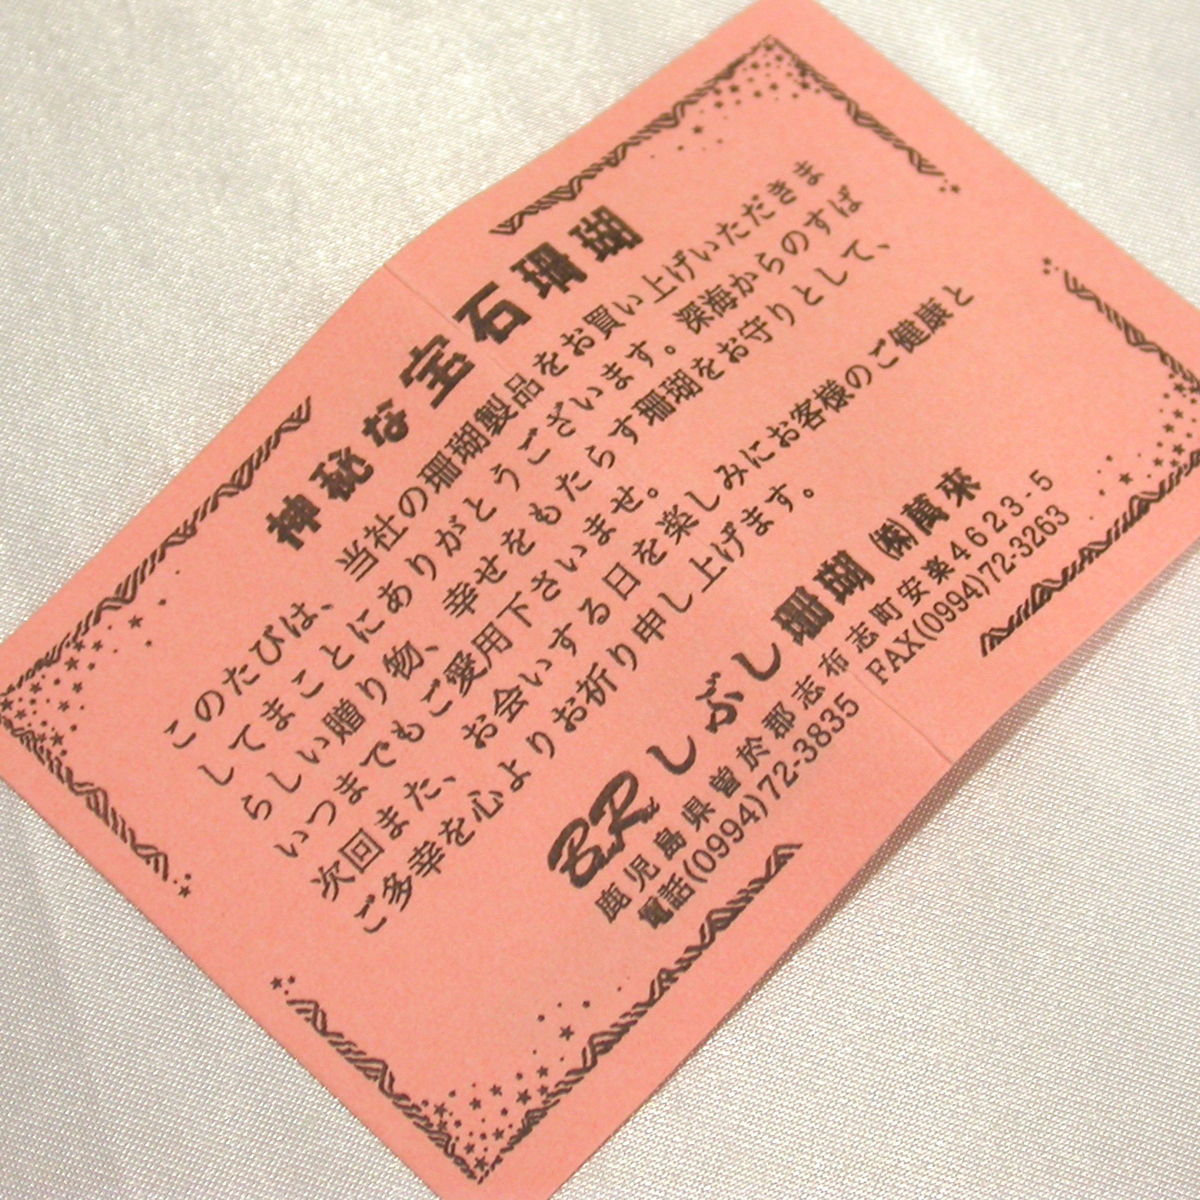 神秘な宝石珊瑚
このたびは、当社の珊瑚製品をお買い上げいただきま
してまことにありがとうございます。深海からのすば
らしい贈り物、幸せをもたらす珊瑚をお守りとして、
いつまでもご愛用下さいませ。
次回また、お会いする日を楽しみにお客様のご健康と
ご多幸を心よりお祈り申し上げます。
しぶし珊瑚 ㈱萬來
鹿児島県曽於郡志布志町安楽4623-5
電話(0994)72-3835 FAX(0994)72-3263